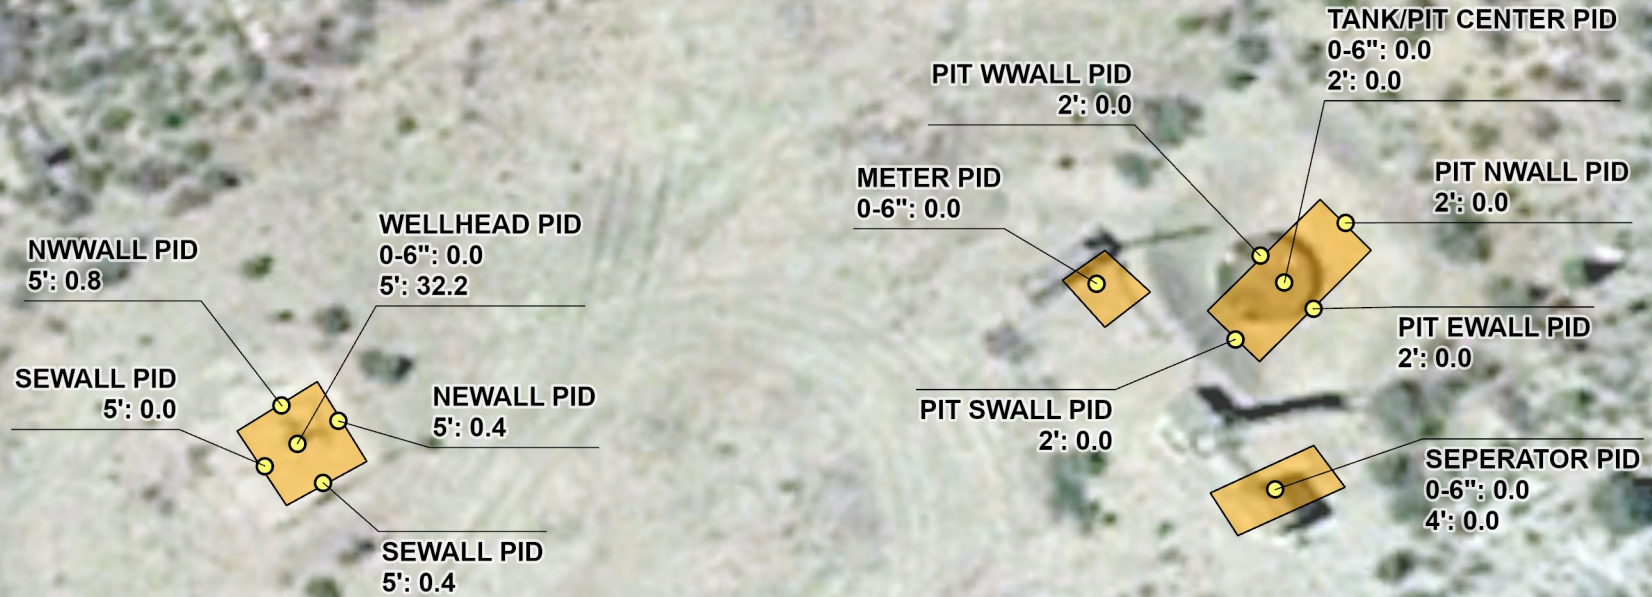 TANK/PIT CENTER PID
0-6": 0.0
2': 0.0
PIT WWALL PID
2': 0.0
METER PID
0-6": 0.0
PIT NWALL PID
2': 0.0
WELLHEAD PID
0-6": 0.0
5': 32.2
NWWALL PID
5': 0.8
PIT EWALL PID
2': 0.0
SEWALL PID
5': 0.0
NEWALL PID
5': 0.4
PIT SWALL PID
2': 0.0
SEPERATOR PID
0-6": 0.0
4': 0.0
SEWALL PID
5': 0.4